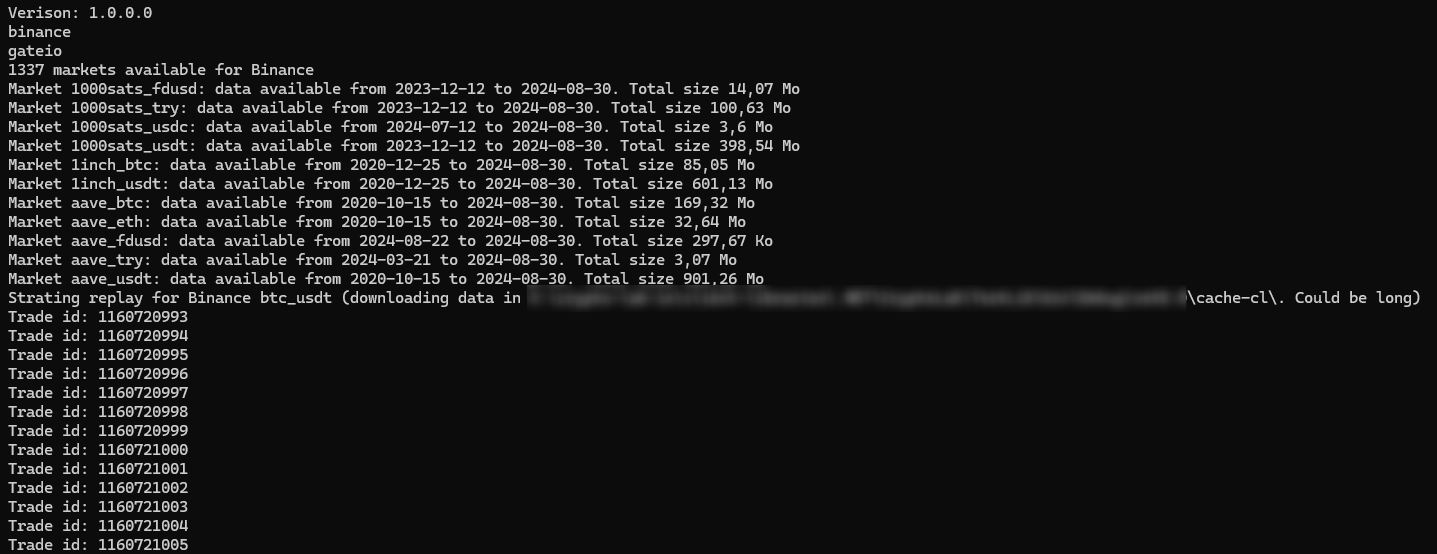 Verison: 1.0.0.0
binance
gateio
1337 markets available for Binance
Market 1000sats_fdusd: data available from 2023-12-12 to 2024-08-30. Total size 14,07 Mo
Market 1000sats_try: data available from 2023-12-12 to 2024-08-30. Total size 100,63 Mo
Market 1000sats_usdc: data available from 2024-07-12 to 2024-08-30. Total size 3,6 Mo
Market 1000sats_usdt: data available from 2023-12-12 to 2024-08-30. Total size 398,54 Mo
Market 1inch_btc: data available from 2020-12-25 to 2024-08-30. Total size 85,05 Mo
Market 1inch_usdt: data available from 2020-12-25 to 2024-08-30. Total size 601,13 Mo
Market aave_btc: data available from 2020-10-15 to 2024-08-30. Total size 169,32 Mo
Market aave_eth: data available from 2020-10-15 to 2024-08-30. Total size 32,64 Mo
Market aave_fdusd: data available from 2024-08-22 to 2024-08-30. Total size 297,67 Ko
Market aave_try: data available from 2024-03-21 to 2024-08-30. Total size 3,07 Mo
Market aave_usdt: data available from 2020-10-15 to 2024-08-30. Total size 901,26 Mo
Strating replay for Binance btc_usdt (downloading data in \cache-cl\. Could be long)
Trade id: 1160720993
Trade id: 1160720994
Trade id: 1160720995
Trade id: 1160720996
Trade id: 1160720997
Trade id: 1160720998
Trade id: 1160720999
Trade id: 1160721000
Trade id: 1160721001
Trade id: 1160721002
Trade id: 1160721003
Trade id: 1160721004
Trade id: 1160721005